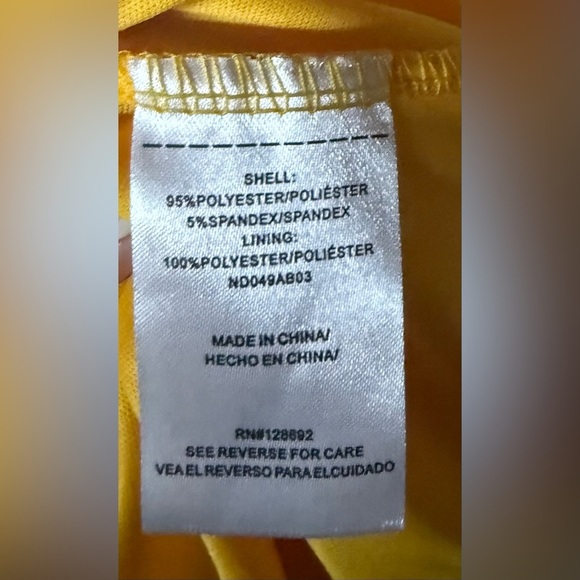 SHELL:
95%POLYESTER/POLIÉSTER
5%SPANDEX/SPANDEX
LINING:
100%POLYESTER/POLIÉSTER
ND049AB03
MADE IN CHINA/
HECHO EN CHINA/
RN#128692
SEE REVERSE FOR CARE
VEA EL REVERSO PARA ELCUIDADO